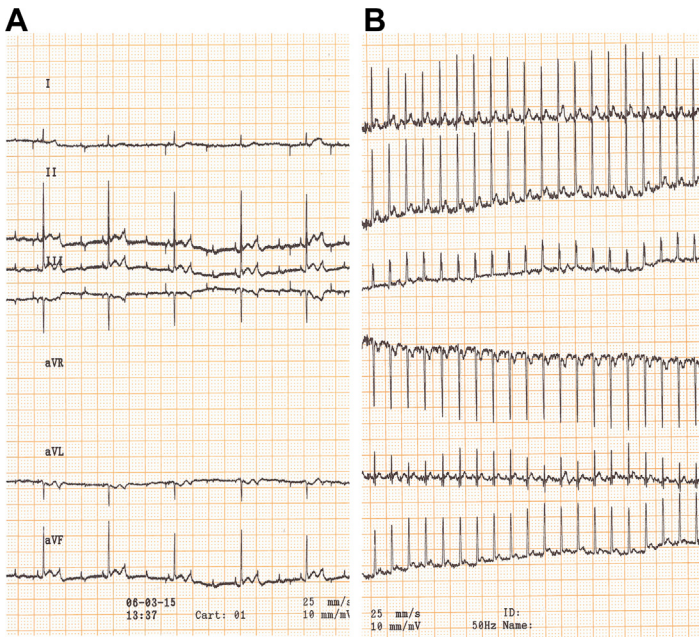 A
B
I
II
III
aVR
aVL
aVF
06-03-15
13:37
Cart: 01
25 mm/s
10 mm/mV
25 mm/s
10 mm/mV
ID:
50Hz Name: